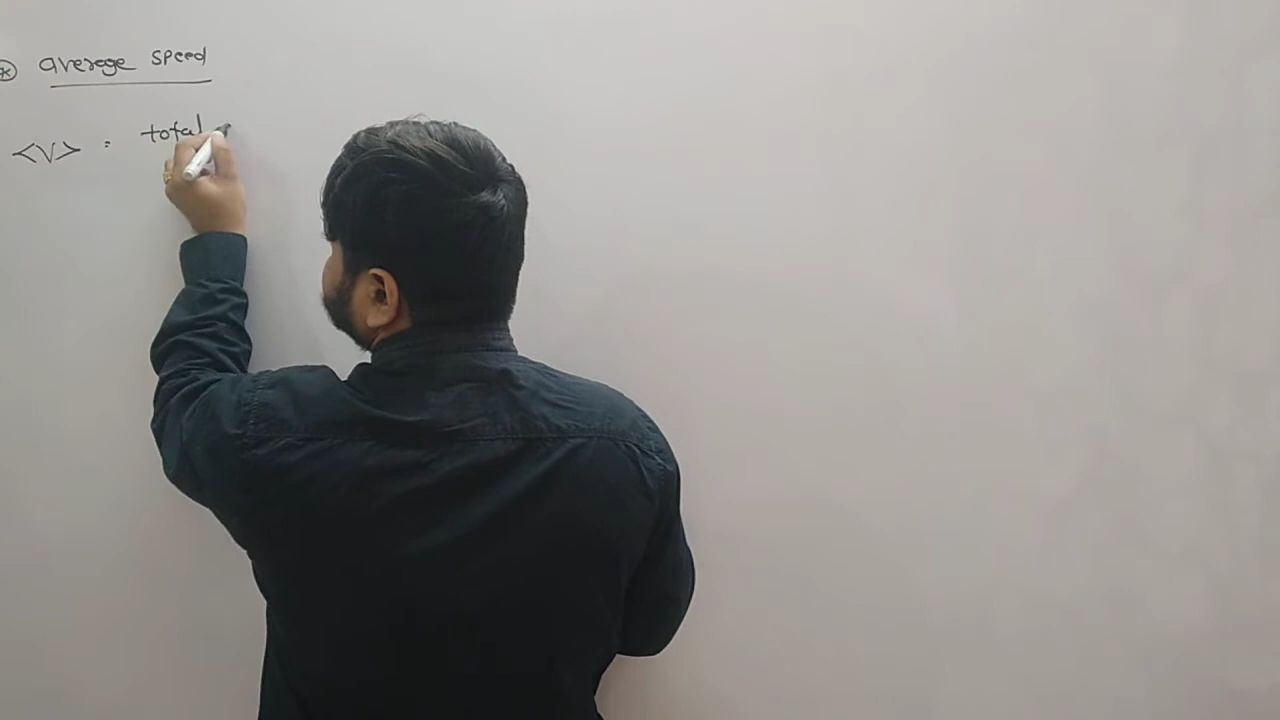 ⊛ average speed
<V> = total